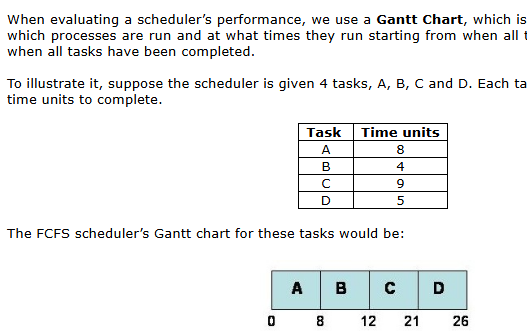 When evaluating a scheduler's performance, we use a Gantt Chart, which is
which processes are run and at what times they run starting from when all
when all tasks have been completed.
To illustrate it, suppose the scheduler is given 4 tasks, A, B, C and D. Each ta
time units to complete.
Task Time units
A 8
B 4
C 9
D 5
The FCFS scheduler's Gantt chart for these tasks would be:
A B C D
0 8 12 21 26